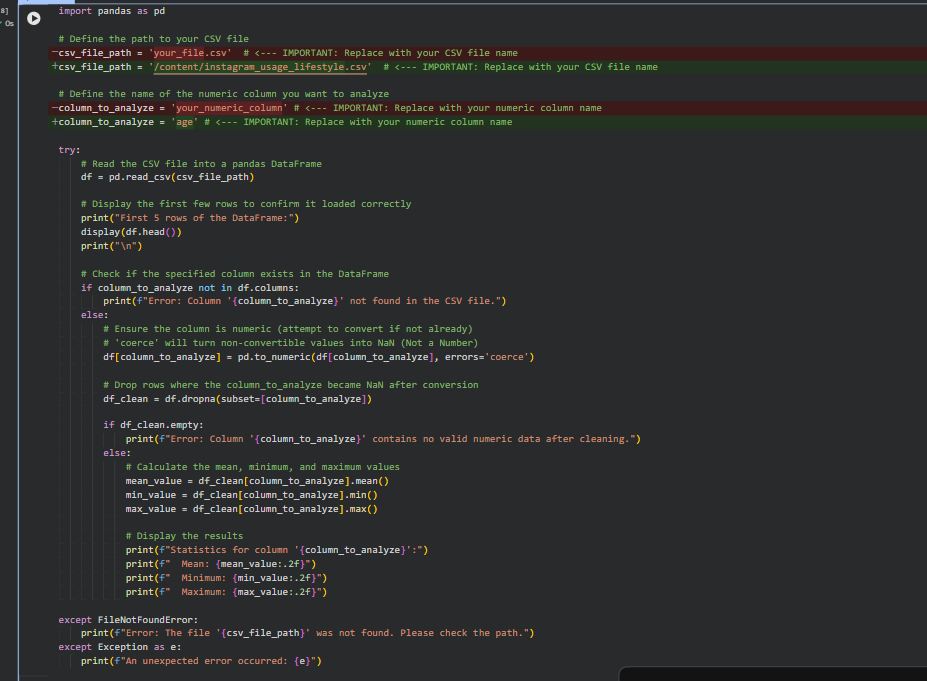 8]
0s
import pandas as pd
# Define the path to your CSV file
-csv_file_path = 'your_file.csv'  # <--- IMPORTANT: Replace with your CSV file name
+csv_file_path = '/content/instagram_usage_lifestyle.csv'  # <--- IMPORTANT: Replace with your CSV file name
# Define the name of the numeric column you want to analyze
-column_to_analyze = 'your_numeric_column' # <--- IMPORTANT: Replace with your numeric column name
+column_to_analyze = 'age' # <--- IMPORTANT: Replace with your numeric column name
try:
    # Read the CSV file into a pandas DataFrame
    df = pd.read_csv(csv_file_path)
    # Display the first few rows to confirm it loaded correctly
    print("First 5 rows of the DataFrame:")
    display(df.head())
    print("\n")
    # Check if the specified column exists in the DataFrame
    if column_to_analyze not in df.columns:
        print(f"Error: Column '{column_to_analyze}' not found in the CSV file.")
    else:
        # Ensure the column is numeric (attempt to convert if not already)
        # 'coerce' will turn non-convertible values into NaN (Not a Number)
        df[column_to_analyze] = pd.to_numeric(df[column_to_analyze], errors='coerce')
        # Drop rows where the column_to_analyze became NaN after conversion
        df_clean = df.dropna(subset=[column_to_analyze])
        if df_clean.empty:
            print(f"Error: Column '{column_to_analyze}' contains no valid numeric data after cleaning.")
        else:
            # Calculate the mean, minimum, and maximum values
            mean_value = df_clean[column_to_analyze].mean()
            min_value = df_clean[column_to_analyze].min()
            max_value = df_clean[column_to_analyze].max()
            # Display the results
            print(f"Statistics for column '{column_to_analyze}':")
            print(f"  Mean: {mean_value:.2f}")
            print(f"  Minimum: {min_value:.2f}")
            print(f"  Maximum: {max_value:.2f}")
except FileNotFoundError:
    print(f"Error: The file '{csv_file_path}' was not found. Please check the path.")
except Exception as e:
    print(f"An unexpected error occurred: {e}")